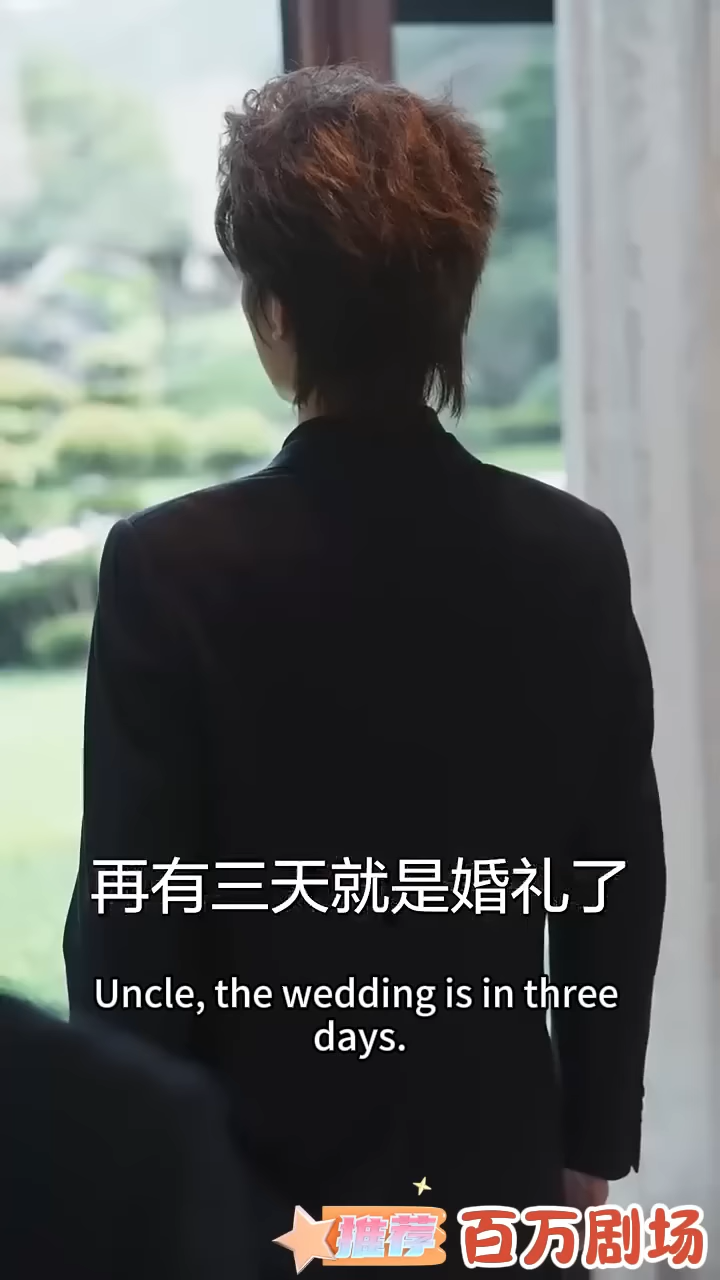 再有三天就是婚礼了
Uncle, the wedding is in three
days.
推荐 百万剧场